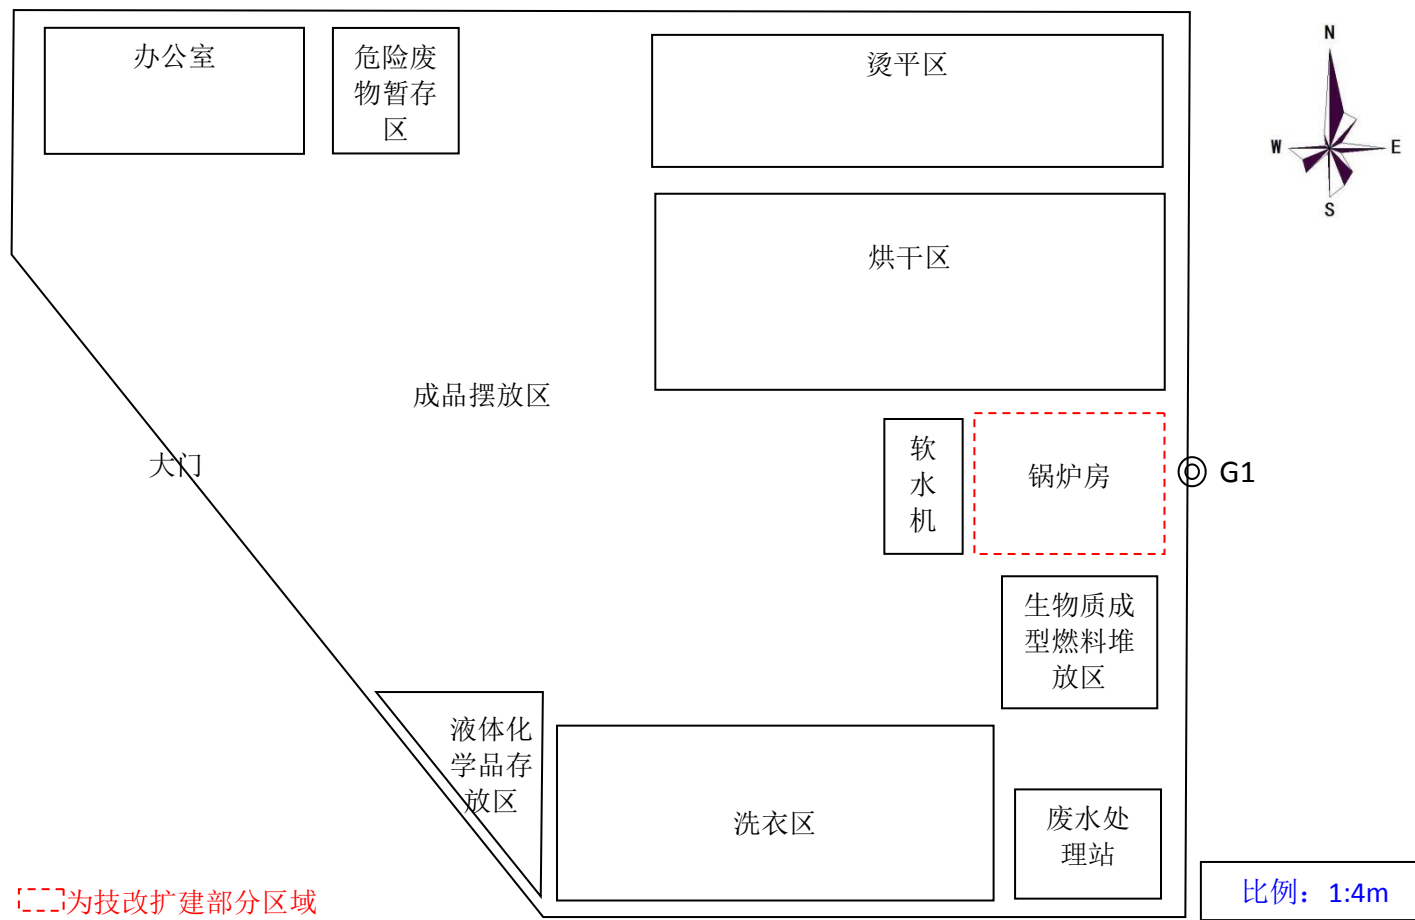 办公室
危险废
物暂存
区
烫平区
N
W
E
S
烘干区
成品摆放区
大门
软
水
机
锅炉房
G1
生物质成
型燃料堆
放区
液体化
学品存
放区
洗衣区
废水处
理站
为技改扩建部分区域
比例：1:4m